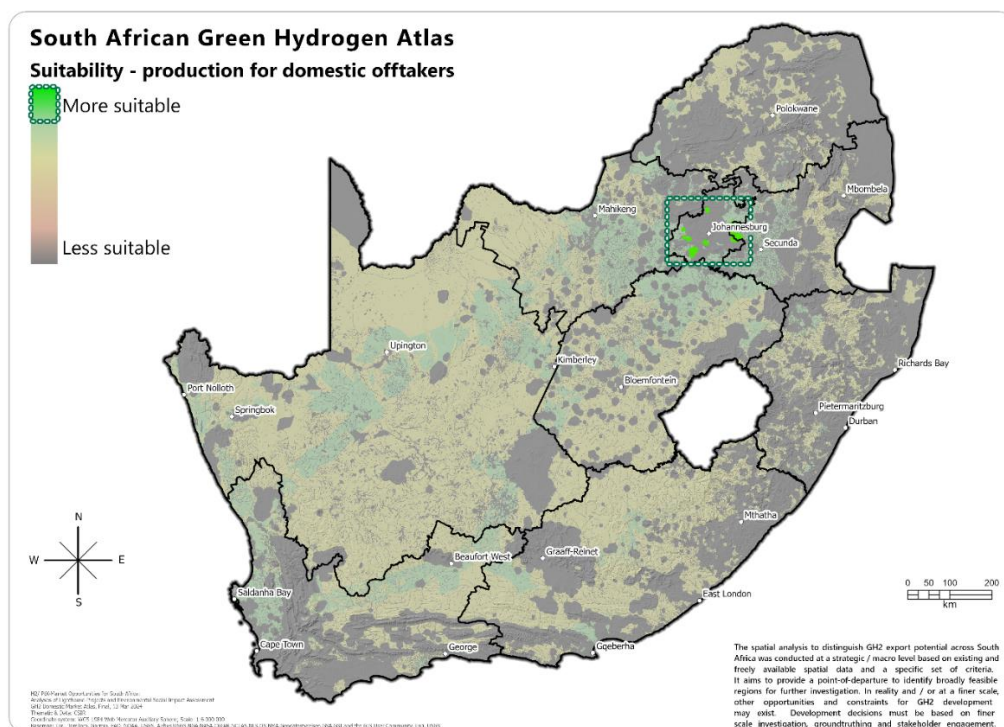 South African Green Hydrogen Atlas
Suitability - production for domestic offtakers
More suitable
Less suitable
Polokwane
Mbombela
Mahikeng
Johannesburg
Secunda
Upington
Kimberley
Richards Bay
Port Nolloth
Bloemfontein
Springbok
Pietermaritzburg
Durban
Mthatha
N
W
E
S
Beaufort West
Graaff-Reinet
Saldanha Bay
East London
0 50 100 200
km
Cape Town
George
Gqeberha
The spatial analysis to distinguish GH2 export potential across South
Africa was conducted at a strategic / macro level based on existing and
freely available spatial data and a specific set of criteria.
It aims to provide a point-of-departure to identify broadly feasible
regions for further investigation. In reality and / or at a finer scale,
other opportunities and constraints for GH2 development
may exist. Development decisions must be based on finer
scale investigation, groundtruthing and stakeholder engagement.